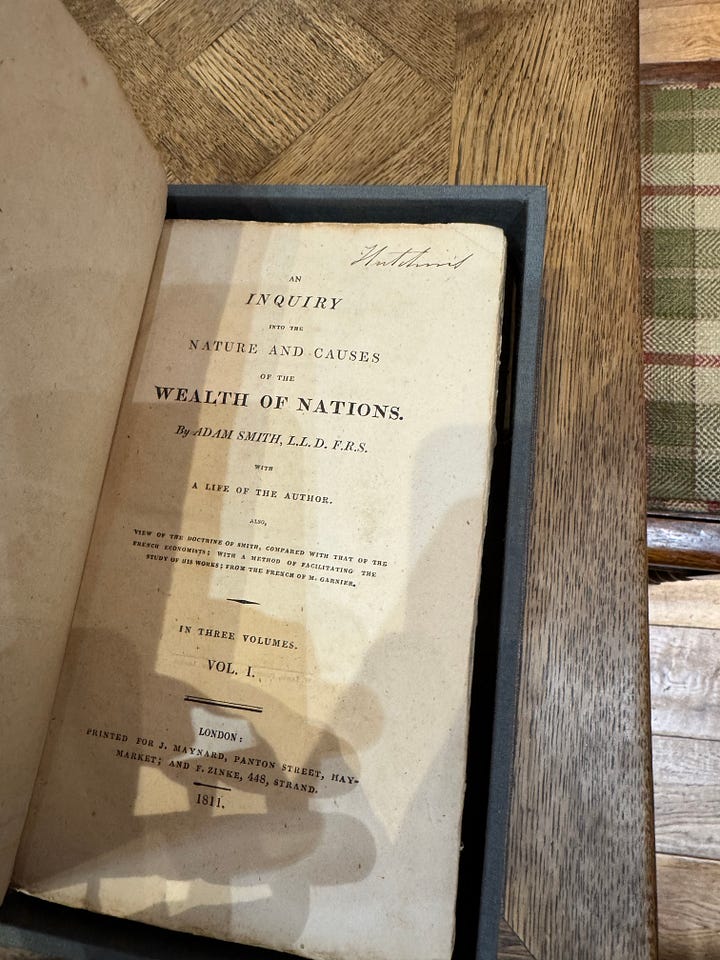 Hutchins
AN
INQUIRY
INTO THE
NATURE AND CAUSES
OF THE
WEALTH OF NATIONS.
By ADAM SMITH, L.L. D. F.R.S.
WITH
A LIFE OF THE AUTHOR.
ALSO,
VIEW OF THE DOCTRINE OF SMITH, COMPARED WITH THAT OF THE
FRENCH ECONOMISTS; WITH A METHOD OF FACILITATING THE
STUDY OF HIS WORKS; FROM THE FRENCH OF M. GARNIER.
IN THREE VOLUMES.
VOL. I.
LONDON:
PRINTED FOR J. MAYNARD, PANTON STREET, HAY-
MARKET; AND F. ZINKE, 448, STRAND.
1811.